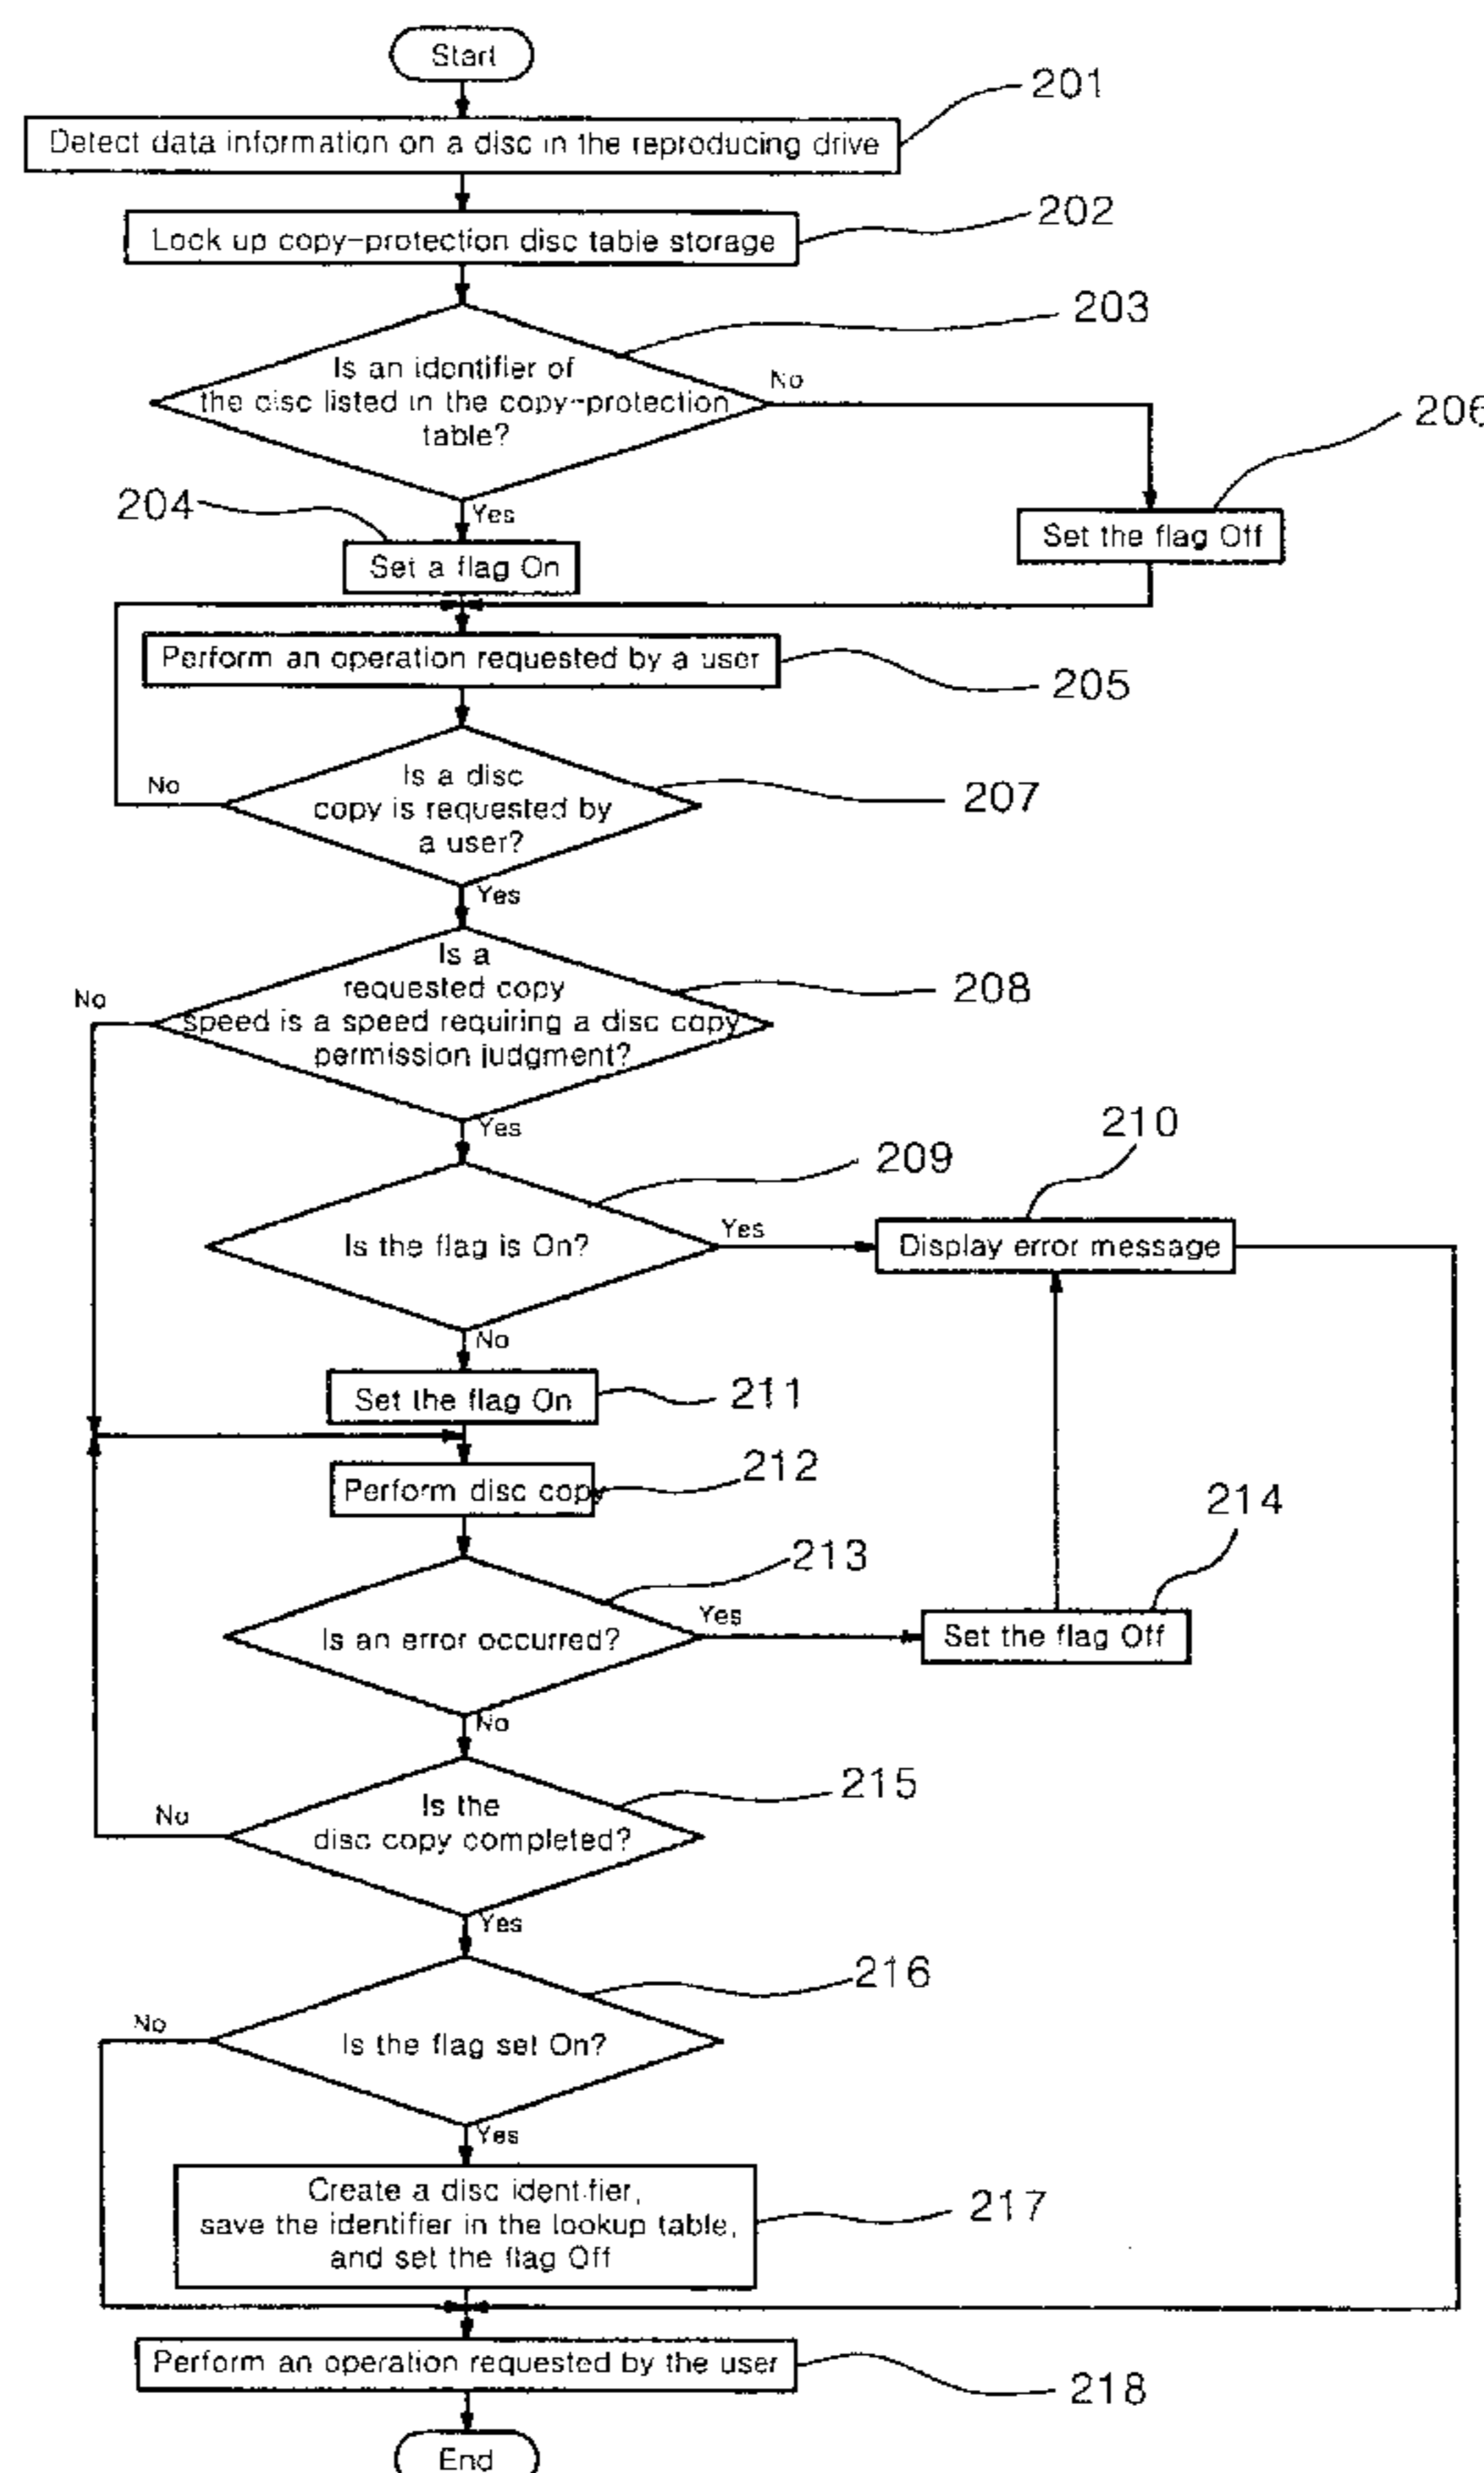 Start
201
Detect data information on a disc in the reproducing drive
202
Lock up copy-protection disc table storage
203
Is an identifier of
the disc listed in the copy-protection
table?
No
206
204
Yes
Set a flag On
Set the flag Off
Perform an operation requested by a user
205
Is a disc
copy is requested by
a user?
No
207
Yes
Is a
requested copy
speed is a speed requiring a disc copy
permission judgment?
No
208
Yes
210
209
Is the flag is On?
Yes
Display error message
No
Set the flag On
211
212
Perform disc copy
214
213
Is an error occurred?
Yes
Set the flag Off
No
215
Is the
disc copy completed?
No
Yes
216
No
Is the flag set On?
Yes
Create a disc identifier,
save the identifier in the lookup table,
and set the flag Off
217
Perform an operation requested by the user
218
End